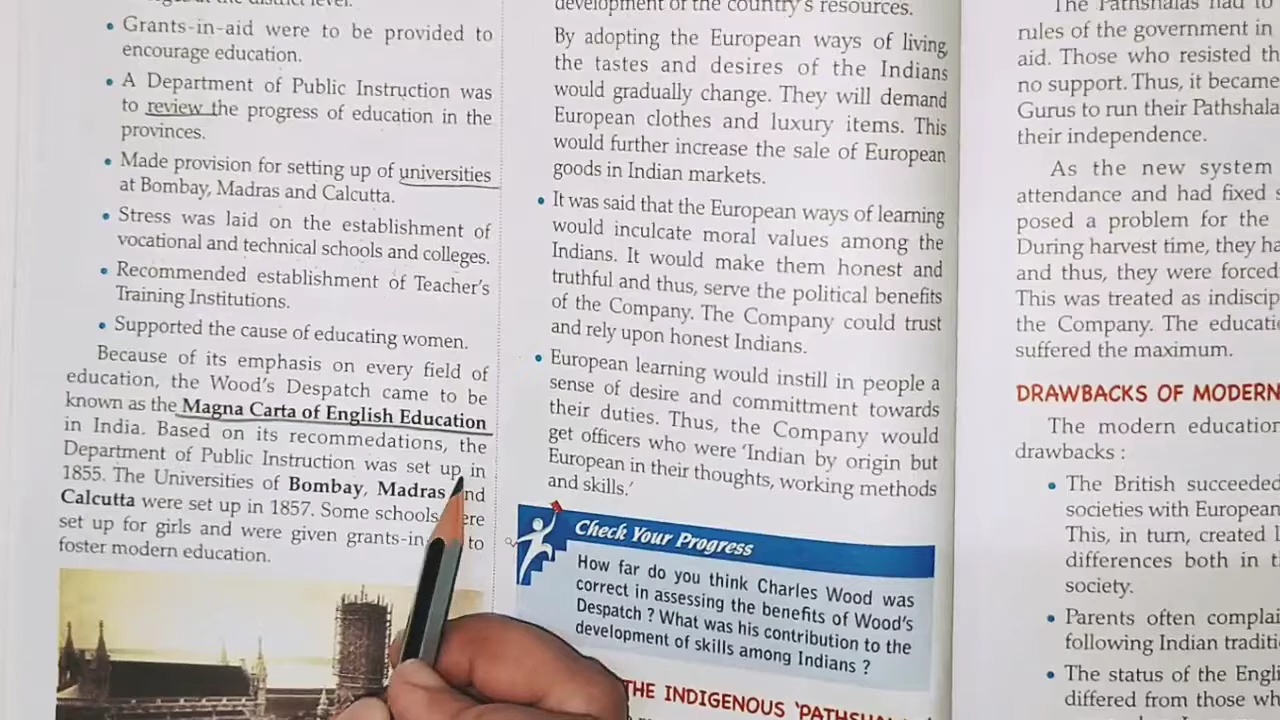 Grants-in-aid were to be provided to
encourage education.
A Department of Public Instruction was
to review the progress of education in the
provinces.
Made provision for setting up of universities
at Bombay, Madras and Calcutta.
Stress was laid on the establishment of
vocational and technical schools and colleges.
Recommended establishment of Teacher's
Training Institutions.
Supported the cause of educating women.
Because of its emphasis on every field of
education, the Wood's Despatch came to be
known as the Magna Carta of English Education
in India. Based on its recommedations, the
Department of Public Instruction was set up in
1855. The Universities of Bombay, Madras and
Calcutta were set up in 1857. Some schools were
set up for girls and were given grants-in to
foster modern education.
development of the country's resources.
By adopting the European ways of living,
the tastes and desires of the Indians
would gradually change. They will demand
European clothes and luxury items. This
would further increase the sale of European
goods in Indian markets.
It was said that the European ways of learning
would inculcate moral values among the
Indians. It would make them honest and
truthful and thus, serve the political benefits
of the Company. The Company could trust
and rely upon honest Indians.
European learning would instill in people a
sense of desire and committment towards
their duties. Thus, the Company would
get officers who were 'Indian by origin but
European in their thoughts, working methods
and skills.'
Check Your Progress
How far do you think Charles Wood was
correct in assessing the benefits of Wood's
Despatch ? What was his contribution to the
development of skills among Indians ?
THE INDIGENOUS
The Pathshalas had to
rules of the government in
aid. Those who resisted
no support. Thus, it became
Gurus to run their
their independence.
As the new system
attendance and had fixed
posed a problem for the
During harvest time, they
and thus, they were forced
This was treated as
the Company. The
suffered the maximum.
DRAWBACKS OF MODERN
The modern education
drawbacks :
The British succeeded
societies with European
This, in turn, created
differences both in
society.
Parents often
following Indian
The status of the
differed from those